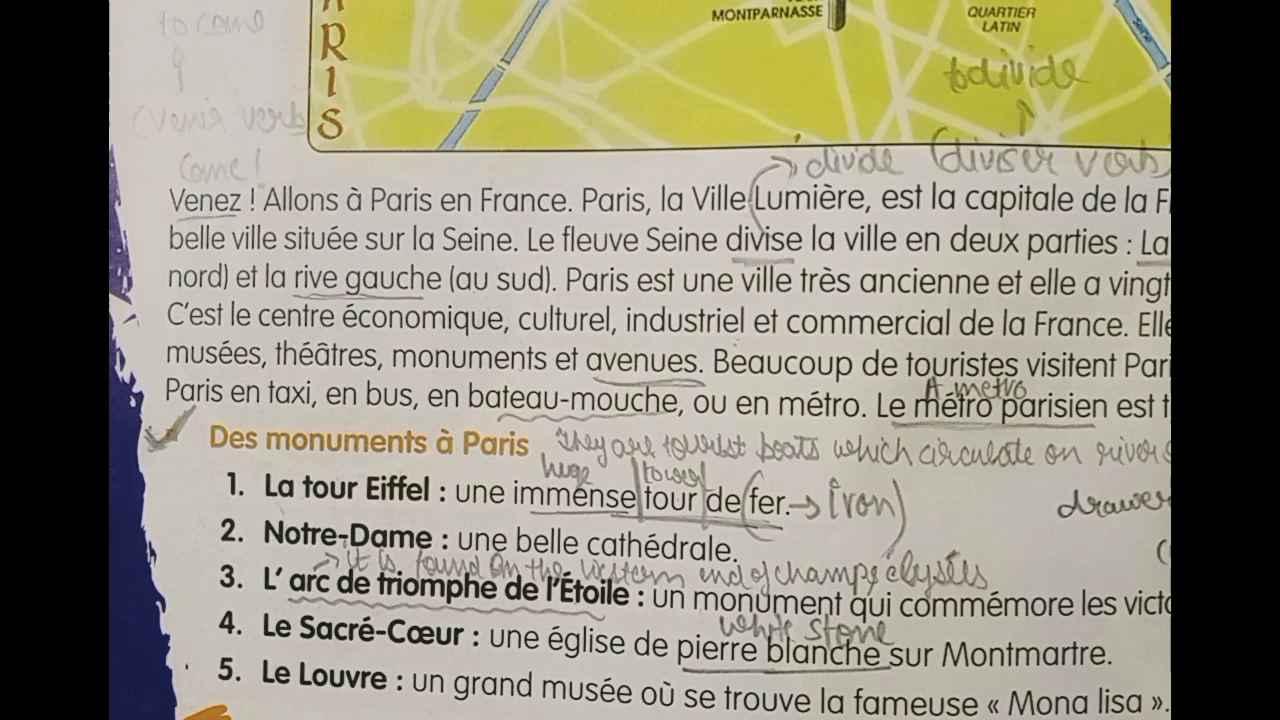 ARIS
MONTPARNASSE
QUARTIER
LATIN
Seine
to come
(venir verb
Come!
to divide
divide (diviser verb)
Venez ! Allons à Paris en France. Paris, la Ville Lumière, est la capitale de la F
belle ville située sur la Seine. Le fleuve Seine divise la ville en deux parties : La
nord) et la rive gauche (au sud). Paris est une ville très ancienne et elle a vingt
C'est le centre économique, culturel, industriel et commercial de la France. Elle
musées, théâtres, monuments et avenues. Beaucoup de touristes visitent Pari
A metro
Paris en taxi, en bus, en bateau-mouche, ou en métro. Le métro parisien est t
Des monuments à Paris
They are tourist boats which circulate on river
huge tower
1. La tour Eiffel : une immense tour de fer. → iron)
drawer
2. Notre-Dame : une belle cathédrale.
→ it is found on the western end of champs élysées
3. L' arc de triomphe de l'Étoile : un monument qui commémore les victo
white stone
4. Le Sacré-Cœur : une église de pierre blanche sur Montmartre.
5. Le Louvre : un grand musée où se trouve la fameuse « Mona lisa ».